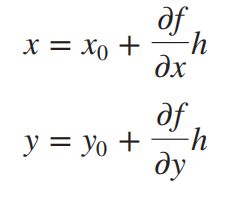 x = x₀ + ∂f/∂x h
y = y₀ + ∂f/∂y h